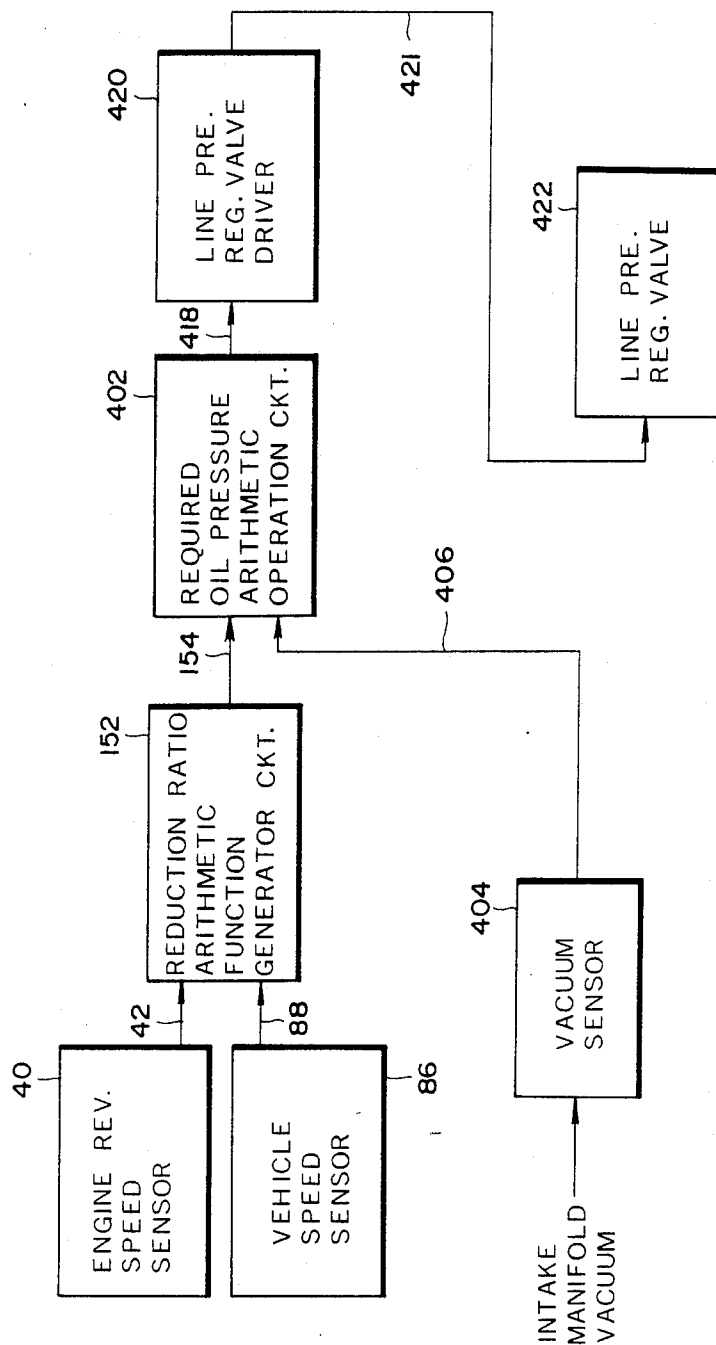 40
ENGINE REV.
SPEED
SENSOR
42
VEHICLE
SPEED
SENSOR
86
88
152
REDUCTION RATIO
ARITHMETIC
FUNCTION
GENERATOR CKT.
154
402
REQUIRED
OIL PRESSURE
ARITHMETIC
OPERATION CKT.
418
420
LINE PRE.
REG. VALVE
DRIVER
421
INTAKE
MANIFOLD
VACUUM
404
VACUUM
SENSOR
406
422
LINE PRE.
REG. VALVE